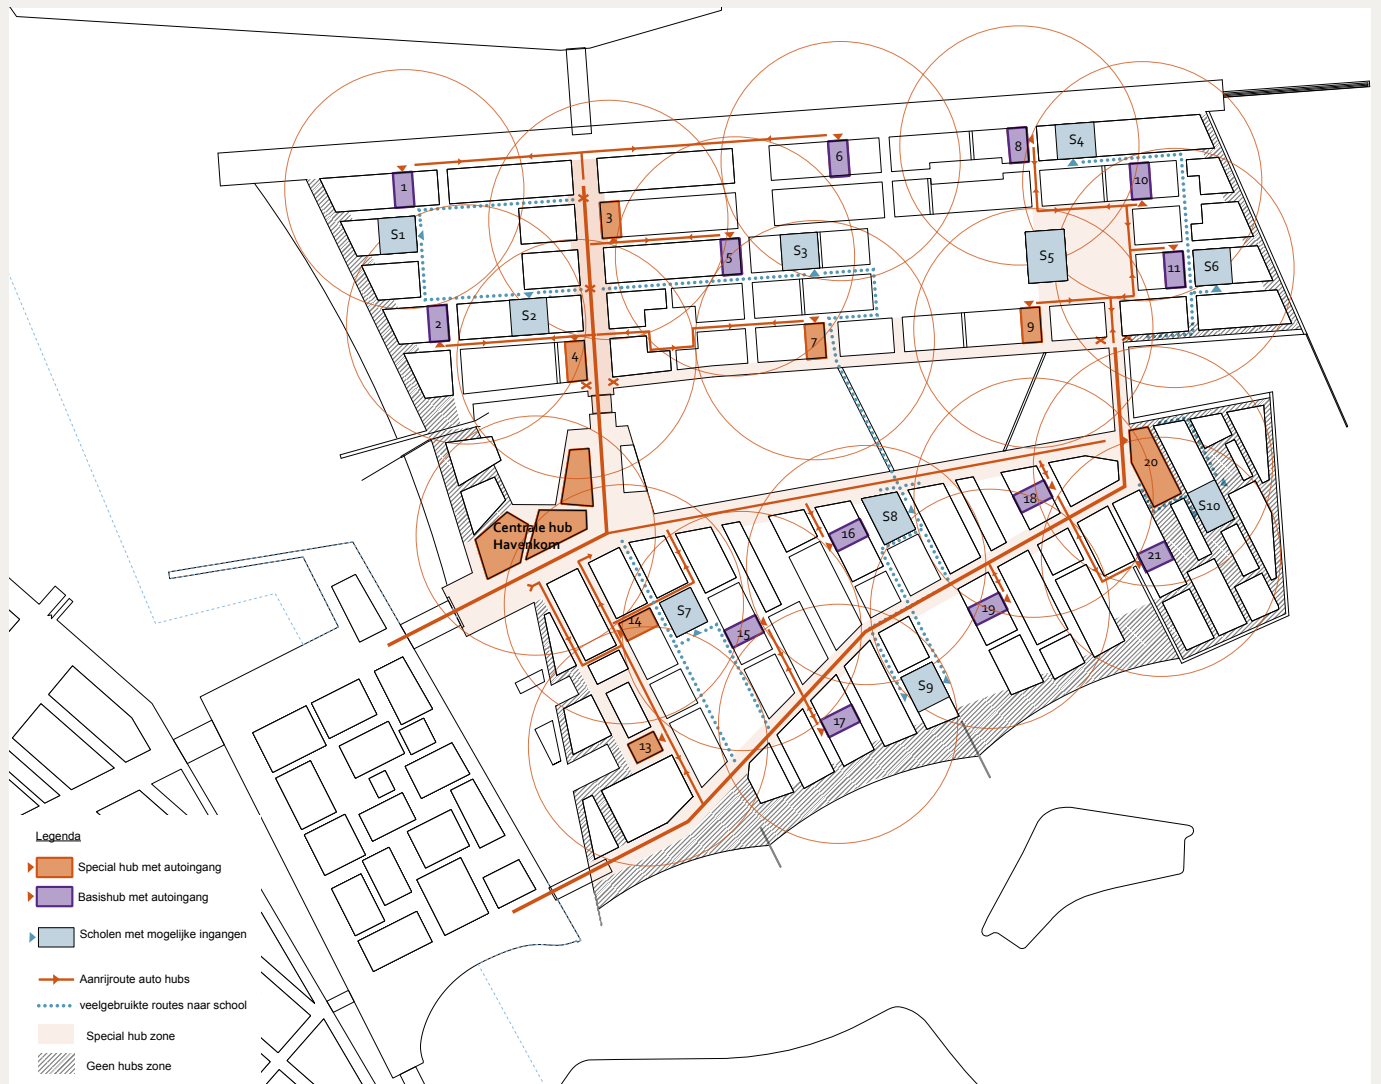 S4
8
6
10
1
3
S1
S3
5
S5
S6
11
S2
2
9
7
4
20
18
S10
S8
Centrale hub
Havenkom
16
21
19
S7
14
15
S9
17
13
Legenda
Special hub met autoingang
Basishub met autoingang
Scholen met mogelijke ingangen
Aanrijroute auto hubs
veelgebruikte routes naar school
Special hub zone
Geen hubs zone